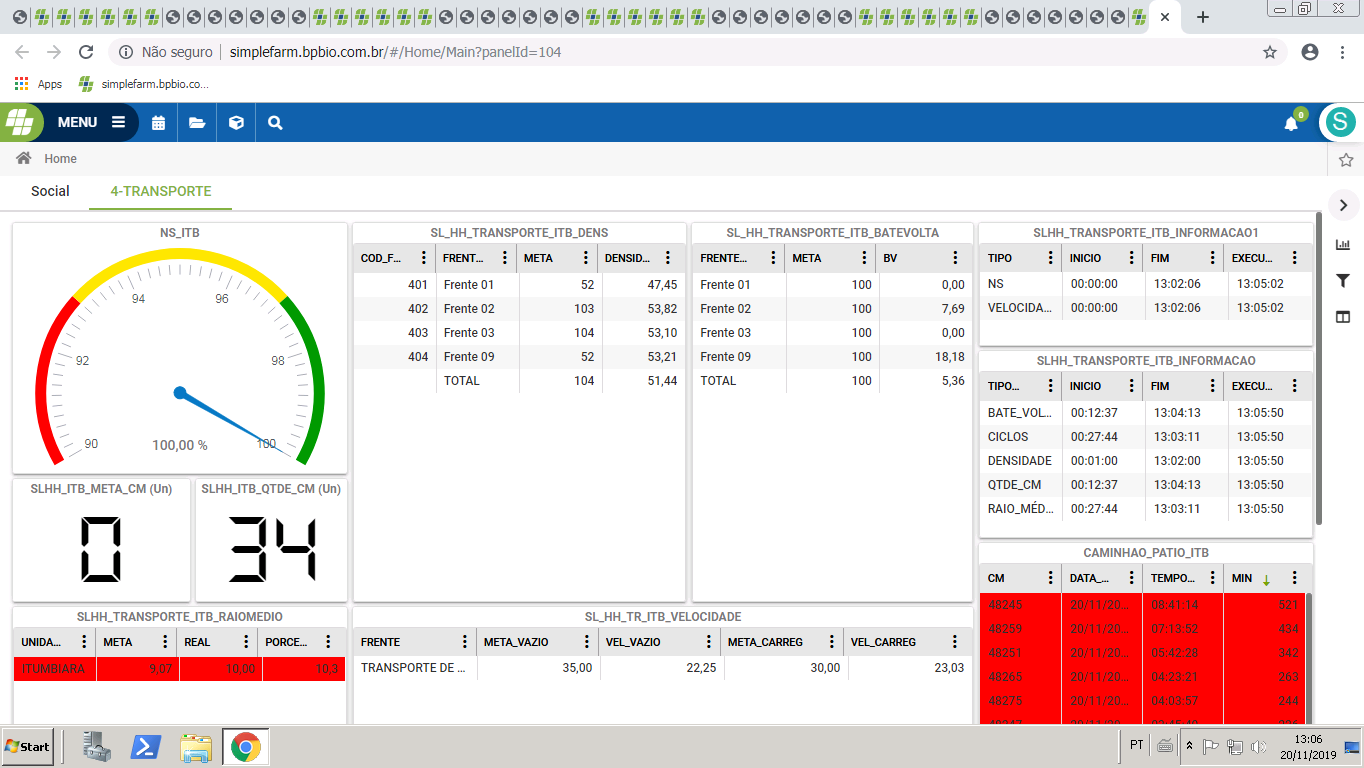 Não seguro simplefarm.bpbio.com.br/#/Home/Main?panelId=104
Apps simplefarm.bpbio.co...
MENU 0 S
Home
Social 4-TRANSPORTE
NS_ITB
94 96
92 98
90 100,00 % 100
SLHH_ITB_META_CM (Un) SLHH_ITB_QTDE_CM (Un)
0 34
SLHH_TRANSPORTE_ITB_RAIOMEDIO
UNIDA... META REAL PORCE...
ITUMBIARA 9,07 10,00 10,3
SL_HH_TRANSPORTE_ITB_DENS
COD_F... FRENT... META DENSID...
401 Frente 01 52 47,45
402 Frente 02 103 53,82
403 Frente 03 104 53,10
404 Frente 09 52 53,21
TOTAL 104 51,44
SL_HH_TRANSPORTE_ITB_BATEVOLTA
FRENTE... META BV
Frente 01 100 0,00
Frente 02 100 7,69
Frente 03 100 0,00
Frente 09 100 18,18
TOTAL 100 5,36
SL_HH_TR_ITB_VELOCIDADE
FRENTE META_VAZIO VEL_VAZIO META_CARREG VEL_CARREG
TRANSPORTE DE ... 35,00 22,25 30,00 23,03
SLHH_TRANSPORTE_ITB_INFORMACAO1
TIPO INICIO FIM EXECU...
NS 00:00:00 13:02:06 13:05:02
VELOCIDA... 00:00:00 13:02:06 13:05:02
SLHH_TRANSPORTE_ITB_INFORMACAO
TIPO... INICIO FIM EXECU...
BATE_VOL... 00:12:37 13:04:13 13:05:50
CICLOS 00:27:44 13:03:11 13:05:50
DENSIDADE 00:01:00 13:02:00 13:05:50
QTDE_CM 00:12:37 13:04:13 13:05:50
RAIO_MÉD... 00:27:44 13:03:11 13:05:50
CAMINHAO_PATIO_ITB
CM DATA_... TEMPO... MIN
48245 20/11/20... 08:41:14 521
48259 20/11/20... 07:13:52 434
48251 20/11/20... 05:42:28 342
48265 20/11/20... 04:23:21 263
48275 20/11/20... 04:03:57 244
Start PT 13:06
20/11/2019